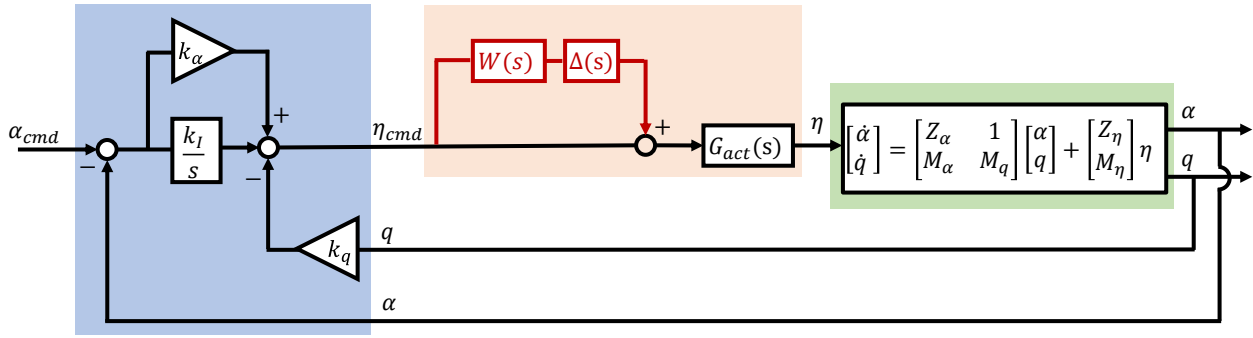 k_α
W(s) Δ(s)
α_cmd k_I/s + η_cmd + G_act(s) η [α̇ q̇] = [Z_α 1 M_α M_q] [α q] + [Z_η M_η] η α
− − q
k_q q
α